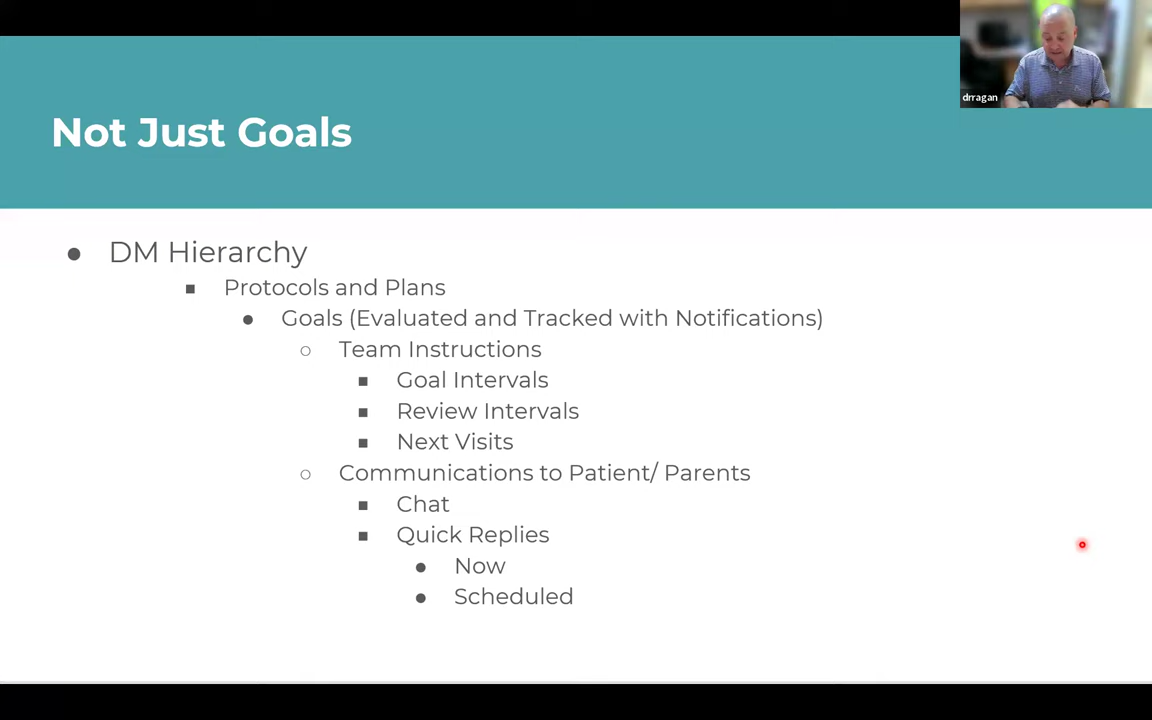 drragan
Not Just Goals
DM Hierarchy
Protocols and Plans
Goals (Evaluated and Tracked with Notifications)
Team Instructions
Goal Intervals
Review Intervals
Next Visits
Communications to Patient/ Parents
Chat
Quick Replies
Now
Scheduled